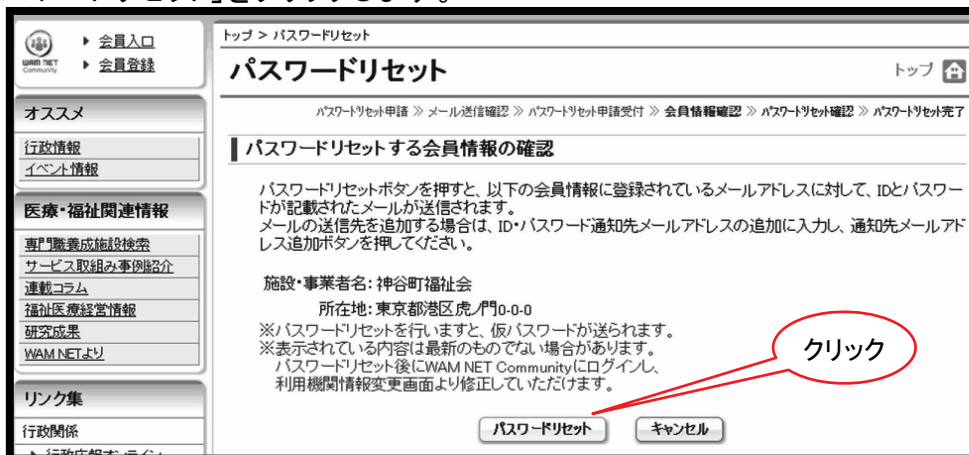 パスワードリセット」をクリックします。
会員入口
会員登録
WAM NET
Community
オススメ
行政情報
イベント情報
医療・福祉関連情報
専門職養成施設検索
サービス取組み事例紹介
連載コラム
福祉医療経営情報
研究成果
WAM NETより
リンク集
行政関係
行政広報オンライン
トップ > パスワードリセット
パスワードリセット
トップ
パスワードリセット申請 ≫ メール送信確認 ≫ パスワードリセット申請受付 ≫ 会員情報確認 ≫ パスワードリセット確認 ≫ パスワードリセット完了
パスワードリセットする会員情報の確認
パスワードリセットボタンを押すと、以下の会員情報に登録されているメールアドレスに対して、IDとパスワー
ドが記載されたメールが送信されます。
メールの送信先を追加する場合は、ID・パスワード通知先メールアドレスの追加に入力し、通知先メールアド
レス追加ボタンを押してください。
施設・事業者名：神谷町福祉会
所在地：東京都港区虎ノ門0-0-0
※パスワードリセットを行いますと、仮パスワードが送られます。
※表示されている内容は最新のものでない場合があります。
パスワードリセット後にWAM NET Communityにログインし、
利用機関情報変更画面より修正していただけます。
クリック
パスワードリセット
キャンセル